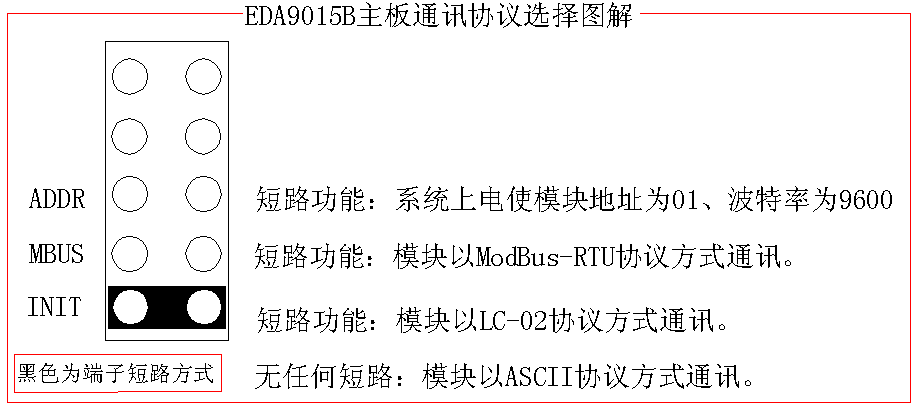 EDA9015B主板通讯协议选择图解
ADDR 短路功能：系统上电使模块地址为01、波特率为9600
MBUS 短路功能：模块以ModBus-RTU协议方式通讯。
INIT 短路功能：模块以LC-02协议方式通讯。
黑色为端子短路方式 无任何短路：模块以ASCII协议方式通讯。